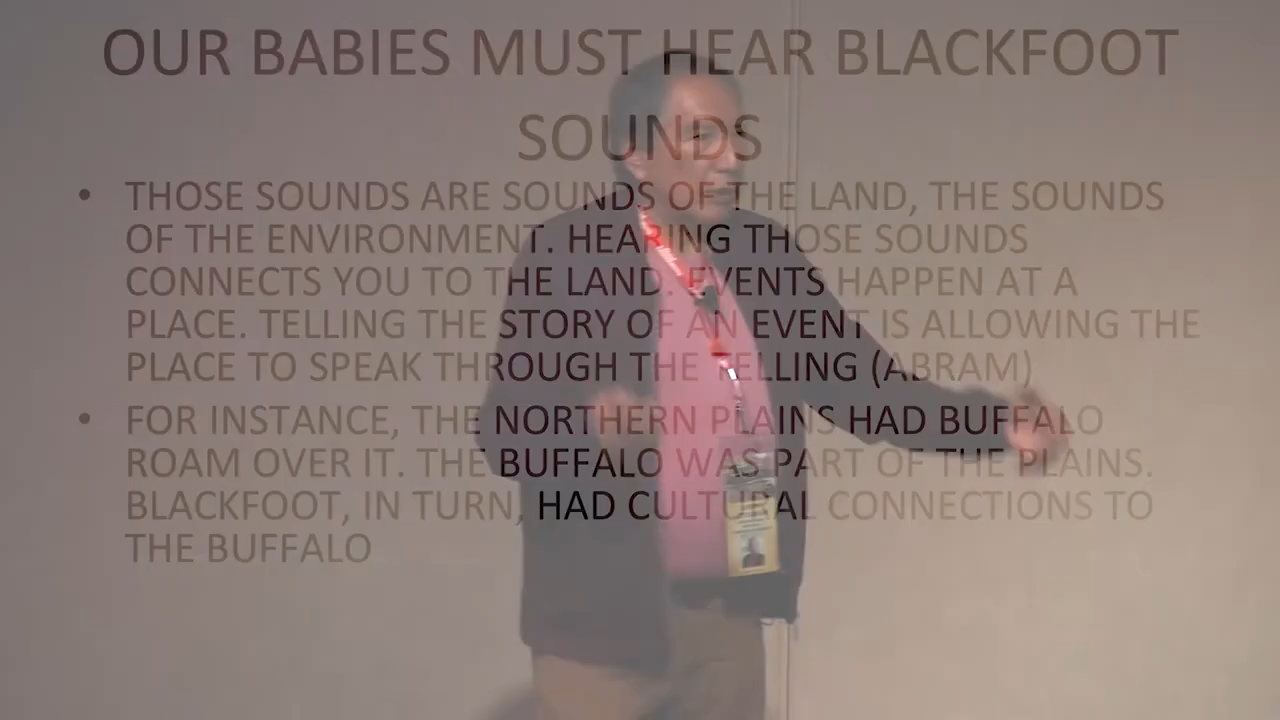 OUR BABIES MUST HEAR BLACKFOOT
SOUNDS
• THOSE SOUNDS ARE SOUNDS OF THE LAND, THE SOUNDS
OF THE ENVIRONMENT. HEARING THOSE SOUNDS
CONNECTS YOU TO THE LAND. EVENTS HAPPEN AT A
PLACE. TELLING THE STORY OF AN EVENT IS ALLOWING THE
PLACE TO SPEAK THROUGH THE TELLING (ABRAM)
• FOR INSTANCE, THE NORTHERN PLAINS HAD BUFFALO
ROAM OVER IT. THE BUFFALO WAS PART OF THE PLAINS.
BLACKFOOT, IN TURN, HAD CULTURAL CONNECTIONS TO
THE BUFFALO